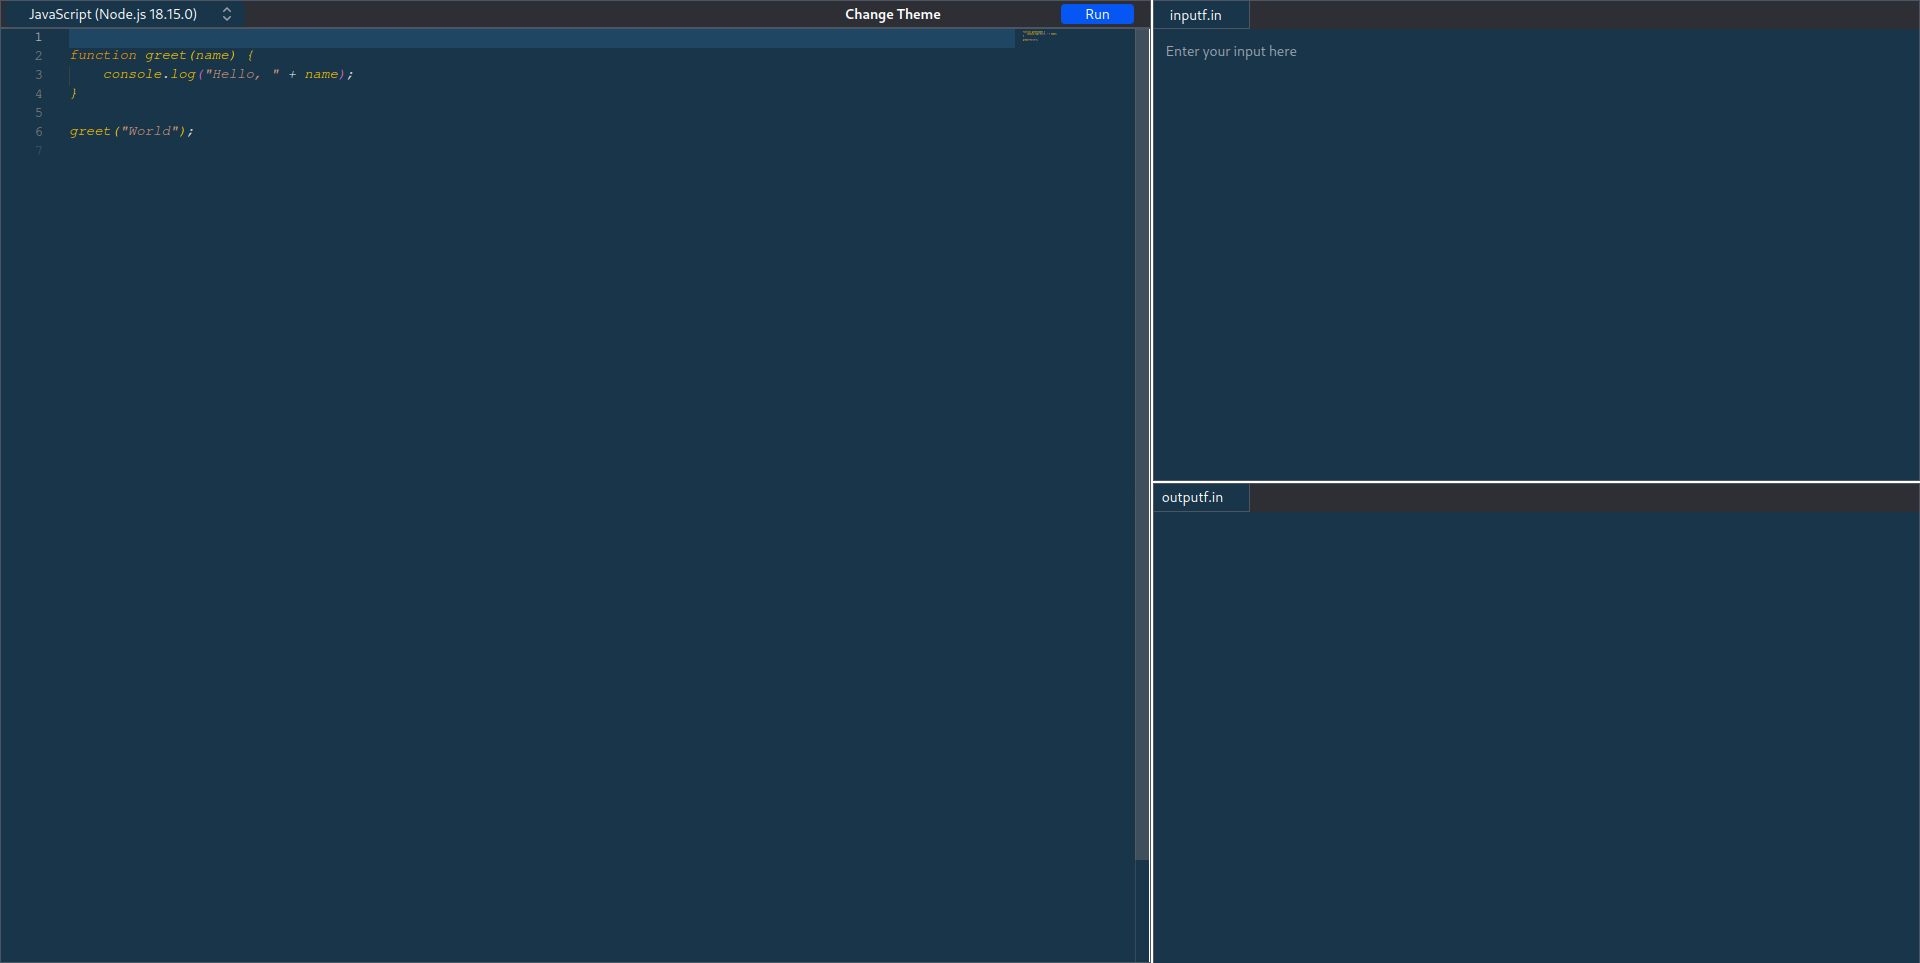 JavaScript (Node.js 18.15.0)
Change Theme
Run
1
2 function greet(name) {
3     console.log("Hello, " + name);
4 }
5
6 greet("World");
7
inputf.in
Enter your input here
outputf.in